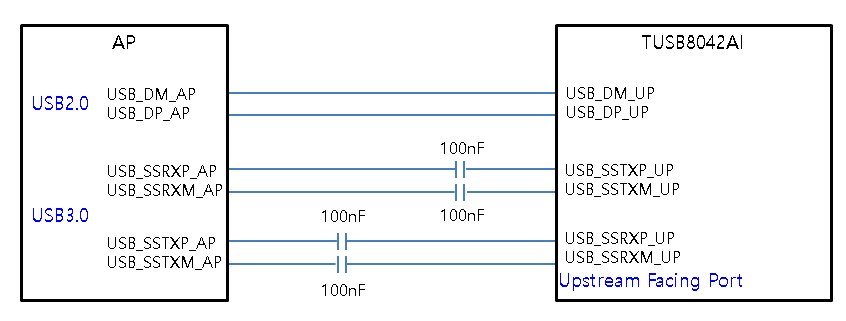 AP
TUSB8042AI
USB2.0
USB_DM_AP
USB_DP_AP
USB_DM_UP
USB_DP_UP
100nF
USB_SSRXP_AP
USB_SSRXM_AP
USB_SSTXP_UP
USB_SSTXM_UP
USB3.0
100nF
100nF
USB_SSTXP_AP
USB_SSTXM_AP
USB_SSRXP_UP
USB_SSRXM_UP
Upstream Facing Port
100nF